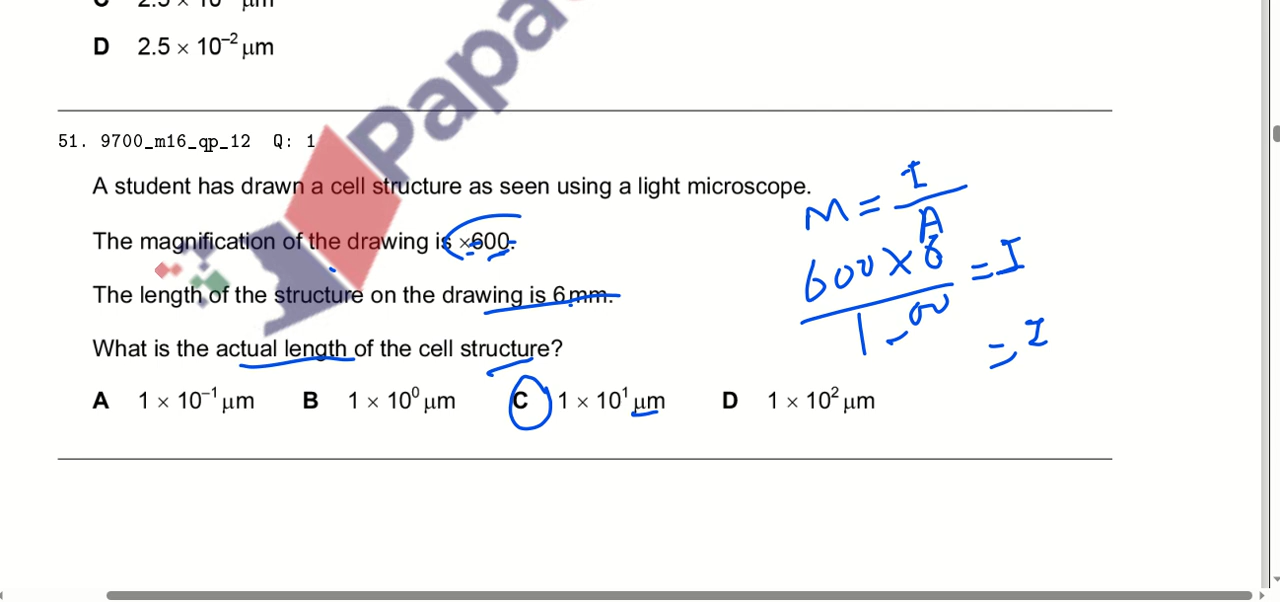 D 2.5 × 10⁻² µm
Papa
51. 9700_m16_qp_12 Q: 1
A student has drawn a cell structure as seen using a light microscope.
The magnification of the drawing is ×600.
The length of the structure on the drawing is 6 mm.
What is the actual length of the cell structure?
A 1 × 10⁻¹ µm B 1 × 10⁰ µm C 1 × 10¹ µm D 1 × 10² µm
M = I
A
600 × 6 = I
= I